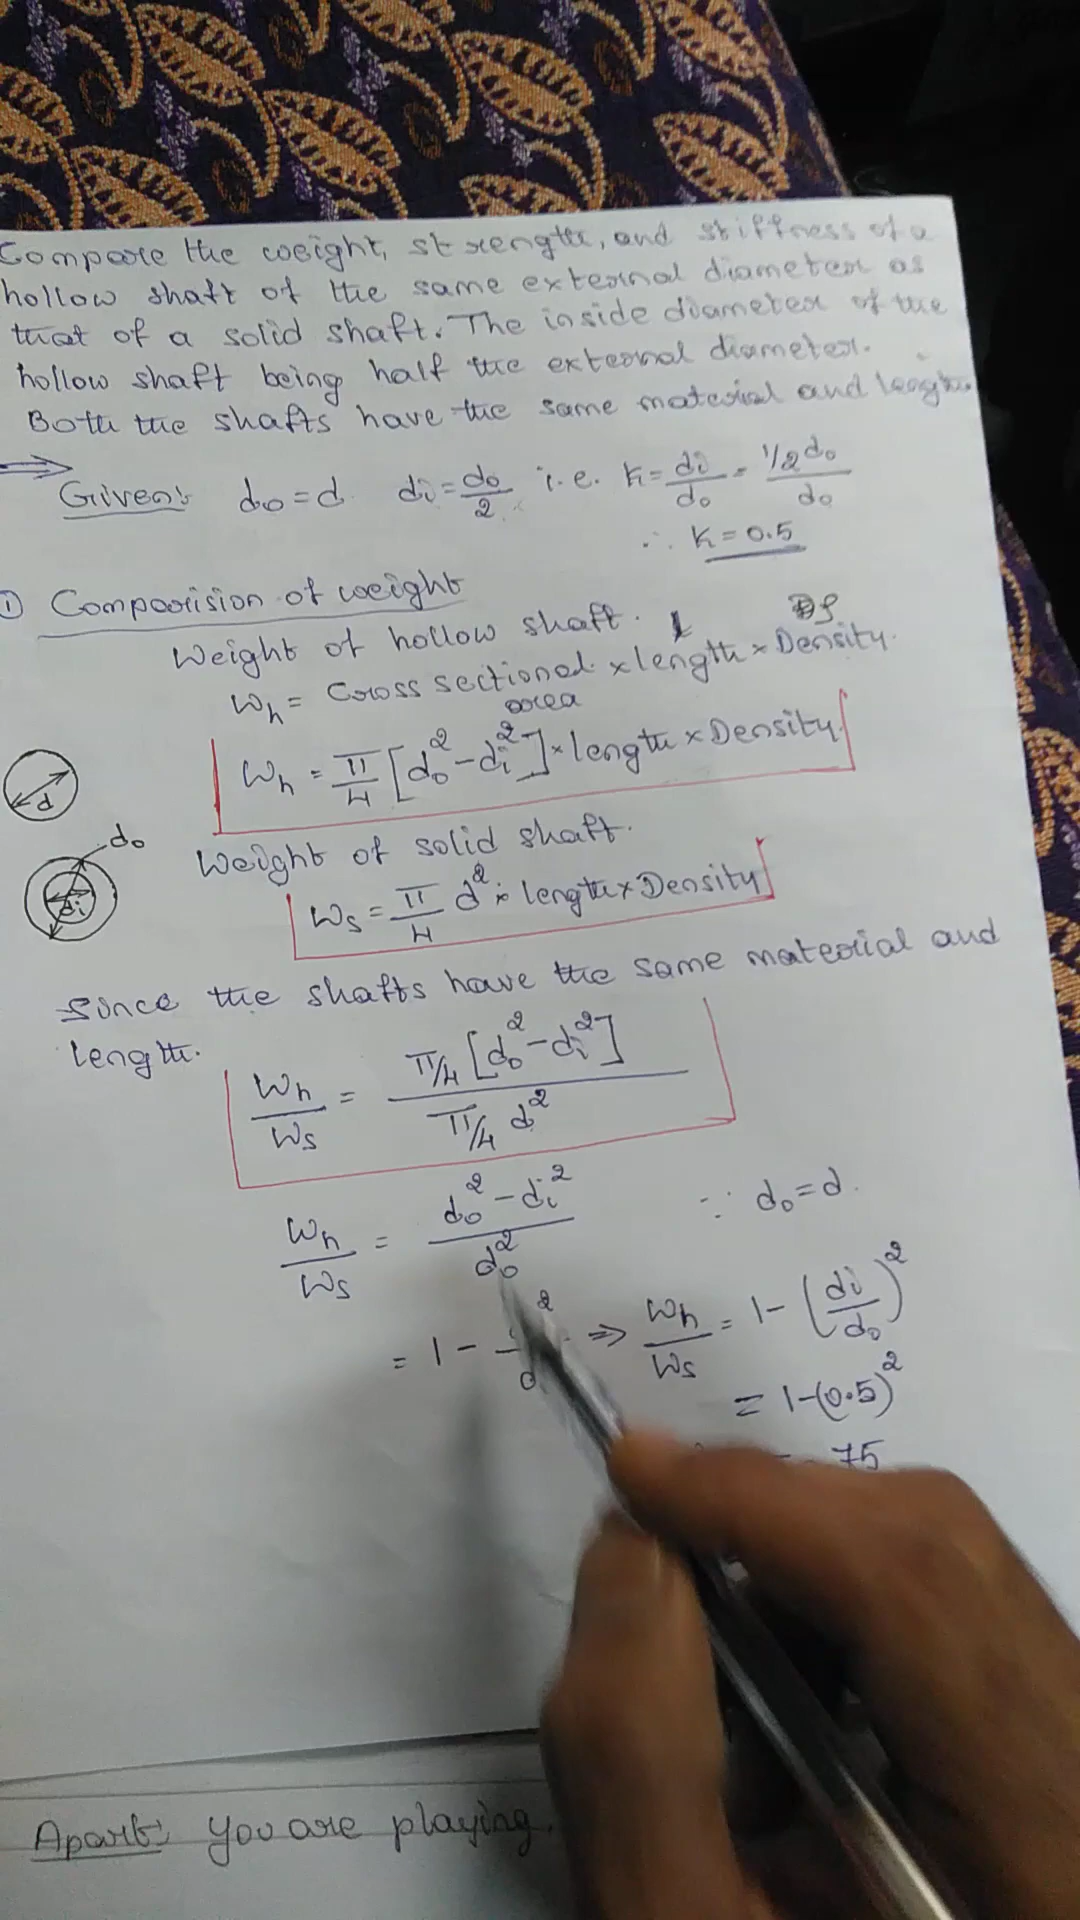 Compare the weight, strength, and stiffness of a
hollow shaft of the same external diameter as
that of a solid shaft. The inside diameter of the
hollow shaft being half the external diameter.
Both the shafts have the same material and length.
⇒ Given: do = d. di = do/2 i.e. K = di/do = 1/2 do/do
∴ K = 0.5
① Comparision of weight
Weight of hollow shaft.
Wh = Cross sectional area × length × Density.
Wh = π/4 [do² - di²] × length × Density.
d
do
di
Weight of solid shaft.
Ws = π/4 d² × length × Density
Since the shafts have the same material and
length.
Wh/Ws = π/4 [do² - di²] / π/4 d²
Wh/Ws = do² - di² / do² ∵ do = d.
= 1 - ⇒ Wh/Ws = 1 - (di/do)²
= 1 - (0.5)²
75
Apart: You are playing.